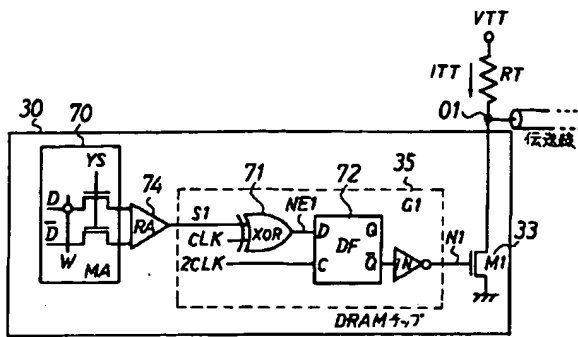 VTT
ITT
RT
O1
伝送線
30
70
YS
74
D
D̅
W
MA
RA
S1
71
XOR
CLK
2CLK
NE1
72
D
Q
DF
C
Q̅
35
G1
N1
33
M1
DRAMチップ